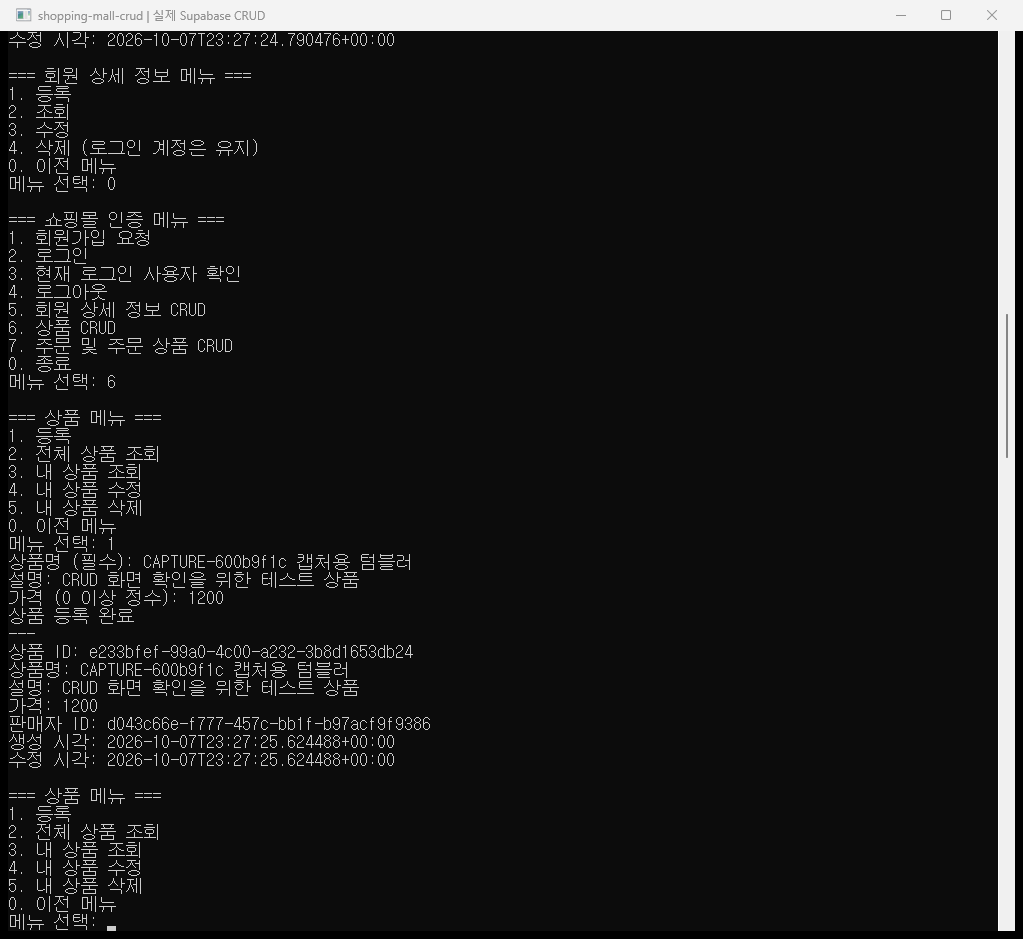 shopping-mall-crud | 실제 Supabase CRUD
수정 시각: 2026-10-07T23:27:24.790476+00:00
=== 회원 상세 정보 메뉴 ===
1. 등록
2. 조회
3. 수정
4. 삭제 (로그인 계정은 유지)
0. 이전 메뉴
메뉴 선택: 0
=== 쇼핑몰 인증 메뉴 ===
1. 회원가입 요청
2. 로그인
3. 현재 로그인 사용자 확인
4. 로그아웃
5. 회원 상세 정보 CRUD
6. 상품 CRUD
7. 주문 및 주문 상품 CRUD
0. 종료
메뉴 선택: 6
=== 상품 메뉴 ===
1. 등록
2. 전체 상품 조회
3. 내 상품 조회
4. 내 상품 수정
5. 내 상품 삭제
0. 이전 메뉴
메뉴 선택: 1
상품명 (필수): CAPTURE-600b9f1c 캡처용 텀블러
설명: CRUD 화면 확인을 위한 테스트 상품
가격 (0 이상 정수): 1200
상품 등록 완료
---
상품 ID: e233bfef-99a0-4c00-a232-3b8d1653db24
상품명: CAPTURE-600b9f1c 캡처용 텀블러
설명: CRUD 화면 확인을 위한 테스트 상품
가격: 1200
판매자 ID: d043c66e-f777-457c-bb1f-b97acf9f9386
생성 시각: 2026-10-07T23:27:25.624488+00:00
수정 시각: 2026-10-07T23:27:25.624488+00:00
=== 상품 메뉴 ===
1. 등록
2. 전체 상품 조회
3. 내 상품 조회
4. 내 상품 수정
5. 내 상품 삭제
0. 이전 메뉴
메뉴 선택: